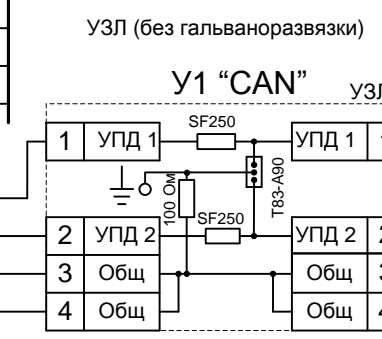 УЗЛ (без гальваноразвязки)
У1 “CAN”
УЗЛ
SF250
1 УПД 1 УПД 1
T83-A90
100 Ом
SF250
2 УПД 2 УПД 2 2
3 Общ Общ 3
4 Общ Общ 4